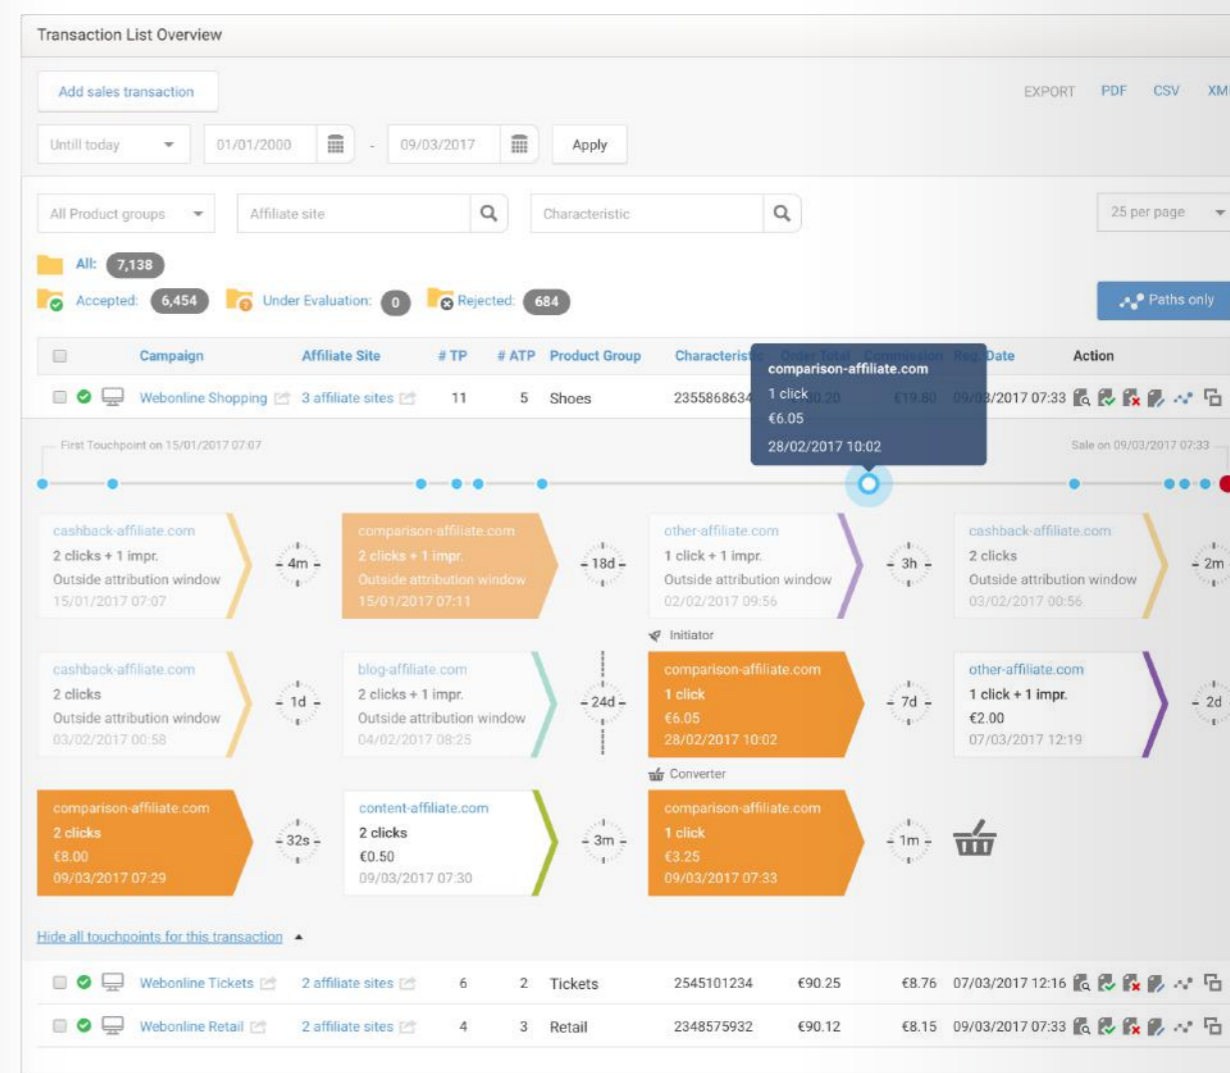 Transaction List Overview
Add sales transaction
EXPORT PDF CSV XM
Untill today 01/01/2000 - 09/03/2017 Apply
All Product groups Affiliate site Characteristic 25 per page
All: 7,138
Accepted: 6,454 Under Evaluation: 0 Rejected: 684 Paths only
Campaign Affiliate Site # TP # ATP Product Group Characteristic Order Total Commission Reg. Date Action
Webonline Shopping 3 affiliate sites 11 5 Shoes 2355868634 €19.80 09/03/2017 07:33
comparison-affiliate.com
1 click
€6.05
28/02/2017 10:02
First Touchpoint on 15/01/2017 07:07 Sale on 09/03/2017 07:33
cashback-affiliate.com
2 clicks + 1 impr.
Outside attribution window
15/01/2017 07:07
4m
comparison-affiliate.com
2 clicks + 1 impr.
Outside attribution window
15/01/2017 07:11
18d
other-affiliate.com
1 click + 1 impr.
Outside attribution window
02/02/2017 09:56
3h
cashback-affiliate.com
2 clicks
Outside attribution window
03/02/2017 00:56
2m
cashback-affiliate.com
2 clicks
Outside attribution window
03/02/2017 00:58
1d
blog-affiliate.com
2 clicks + 1 impr.
Outside attribution window
04/02/2017 08:25
24d
Initiator
comparison-affiliate.com
1 click
€6.05
28/02/2017 10:02
7d
other-affiliate.com
1 click + 1 impr.
€2.00
07/03/2017 12:19
2d
comparison-affiliate.com
2 clicks
€8.00
09/03/2017 07:29
32s
content-affiliate.com
2 clicks
€0.50
09/03/2017 07:30
3m
Converter
comparison-affiliate.com
1 click
€3.25
09/03/2017 07:33
1m
Hide all touchpoints for this transaction
Webonline Tickets 2 affiliate sites 6 2 Tickets 2545101234 €90.25 €8.76 07/03/2017 12:16
Webonline Retail 2 affiliate sites 4 3 Retail 2348575932 €90.12 €8.15 09/03/2017 07:33